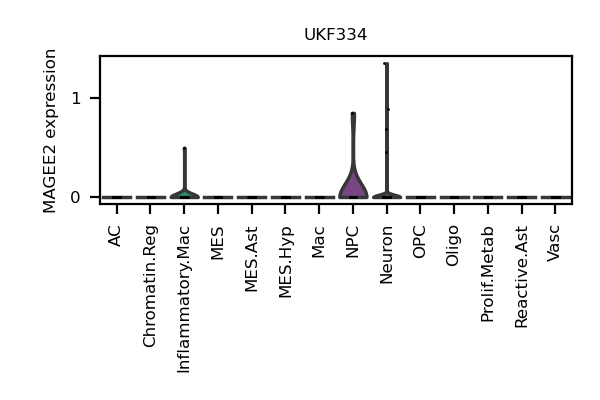 UKF334
MAGEE2 expression
1
0
AC
Chromatin.Reg
Inflammatory.Mac
MES
MES.Ast
MES.Hyp
Mac
NPC
Neuron
OPC
Oligo
Prolif.Metab
Reactive.Ast
Vasc